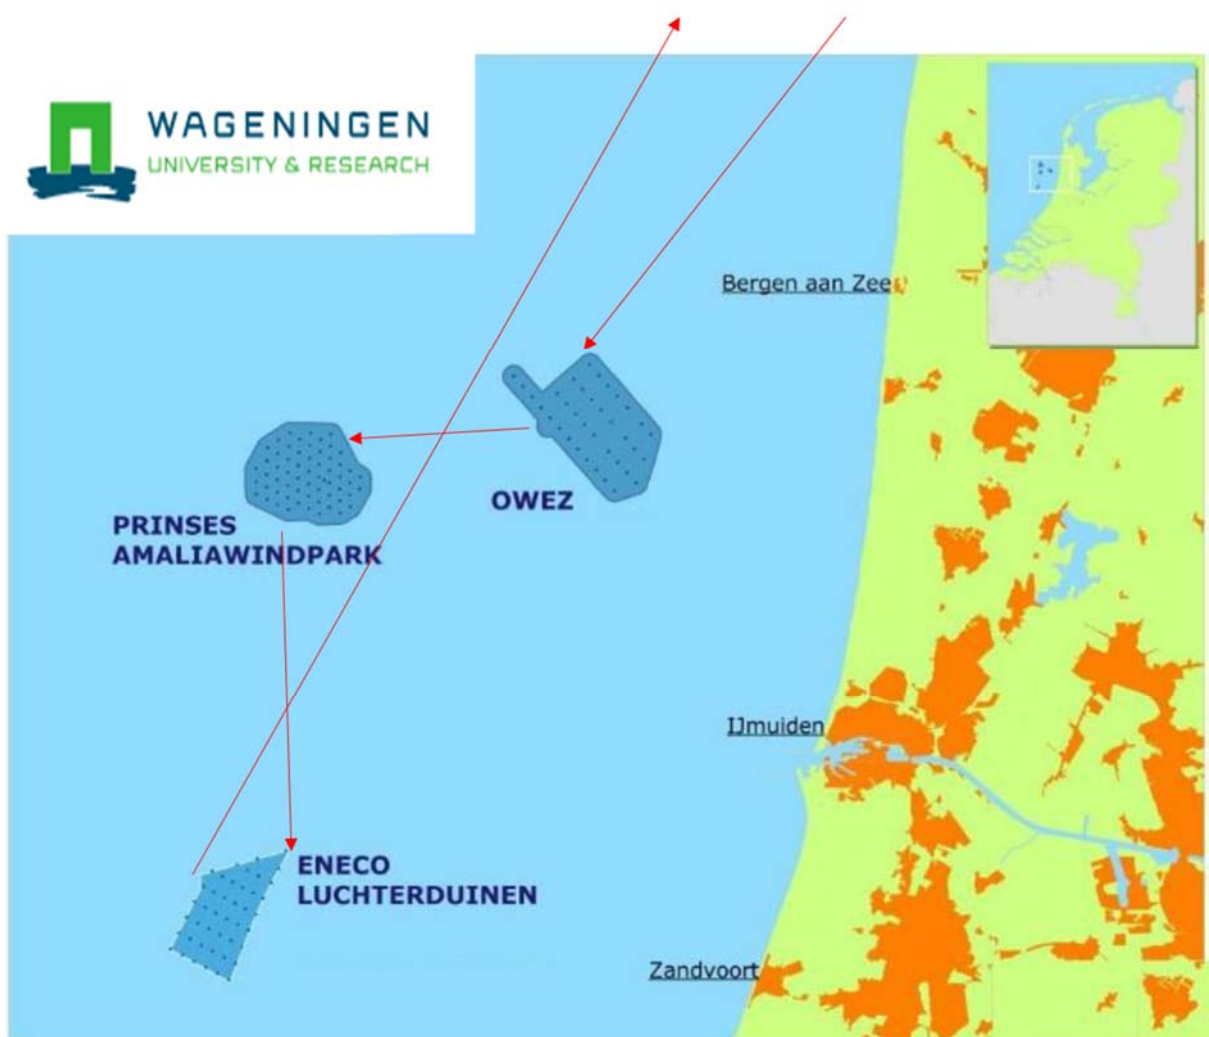 WAGENINGEN
UNIVERSITY & RESEARCH
Bergen aan Zee
OWEZ
PRINSES
AMALIAWINDPARK
IJmuiden
ENECO
LUCHTERDUINEN
Zandvoort